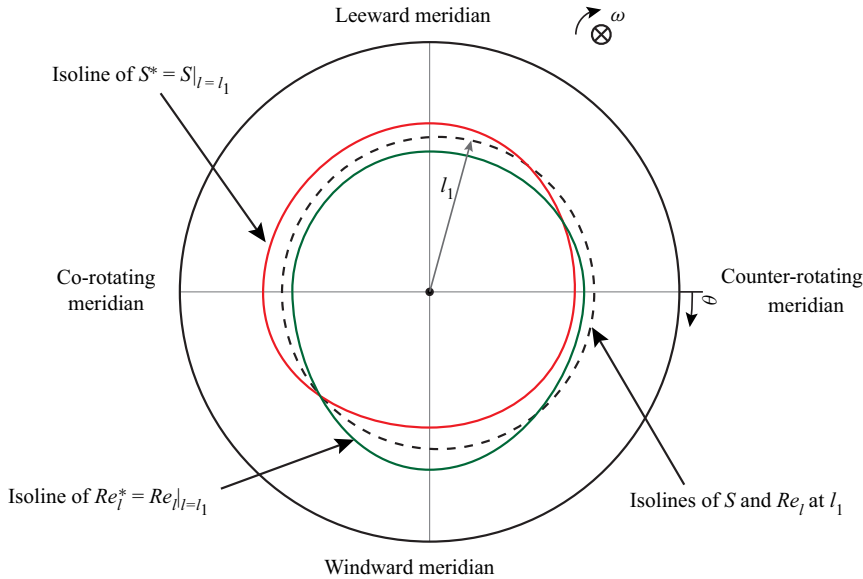 Leeward meridian
ω
Isoline of S* = S|l = l1
l1
Co-rotating
meridian
Counter-rotating
meridian
θ
Isoline of Rel* = Rel|l=l1
Isolines of S and Rel at l1
Windward meridian